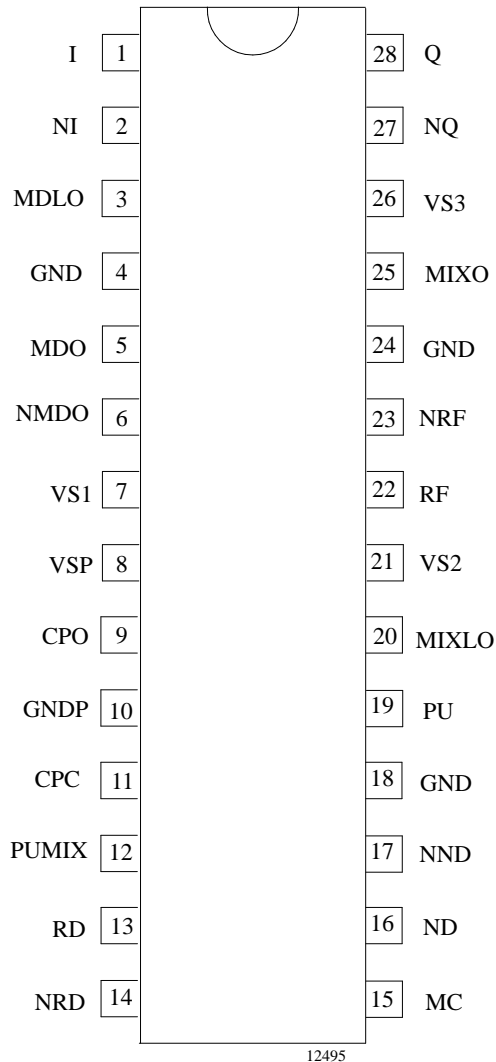 I 1 28 Q
NI 2 27 NQ
MDLO 3 26 VS3
GND 4 25 MIXO
MDO 5 24 GND
NMDO 6 23 NRF
VS1 7 22 RF
VSP 8 21 VS2
CPO 9 20 MIXLO
GNDP 10 19 PU
CPC 11 18 GND
PUMIX 12 17 NND
RD 13 16 ND
NRD 14 15 MC
12495